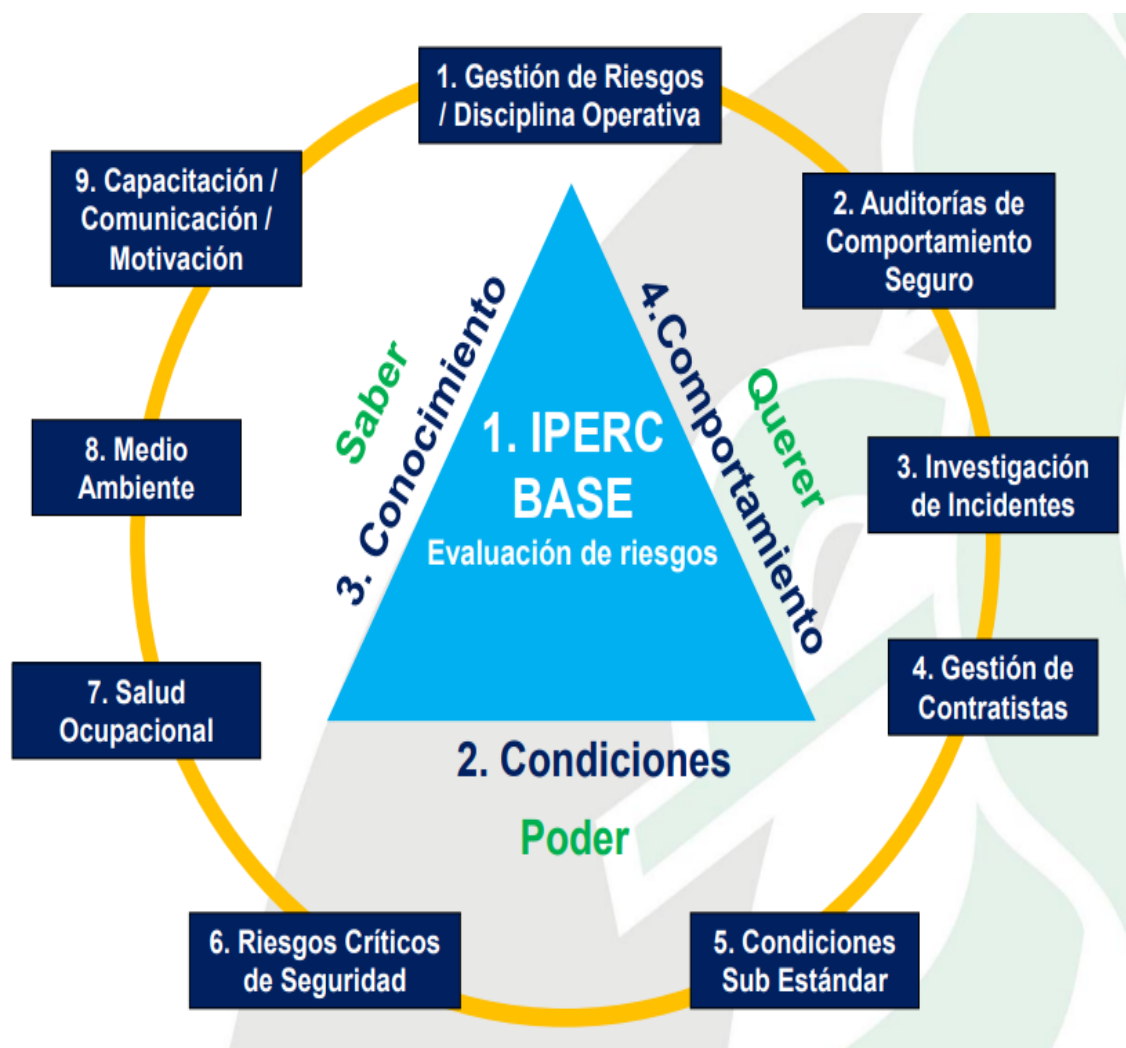 1. Gestión de Riesgos
/ Disciplina Operativa
9. Capacitación /
Comunicación /
Motivación
2. Auditorías de
Comportamiento
Seguro
8. Medio
Ambiente
3. Investigación
de Incidentes
7. Salud
Ocupacional
4. Gestión de
Contratistas
6. Riesgos Críticos
de Seguridad
5. Condiciones
Sub Estándar
Saber
3. Conocimiento
1. IPERC
BASE
Evaluación de riesgos
4.Comportamiento
Querer
2. Condiciones
Poder